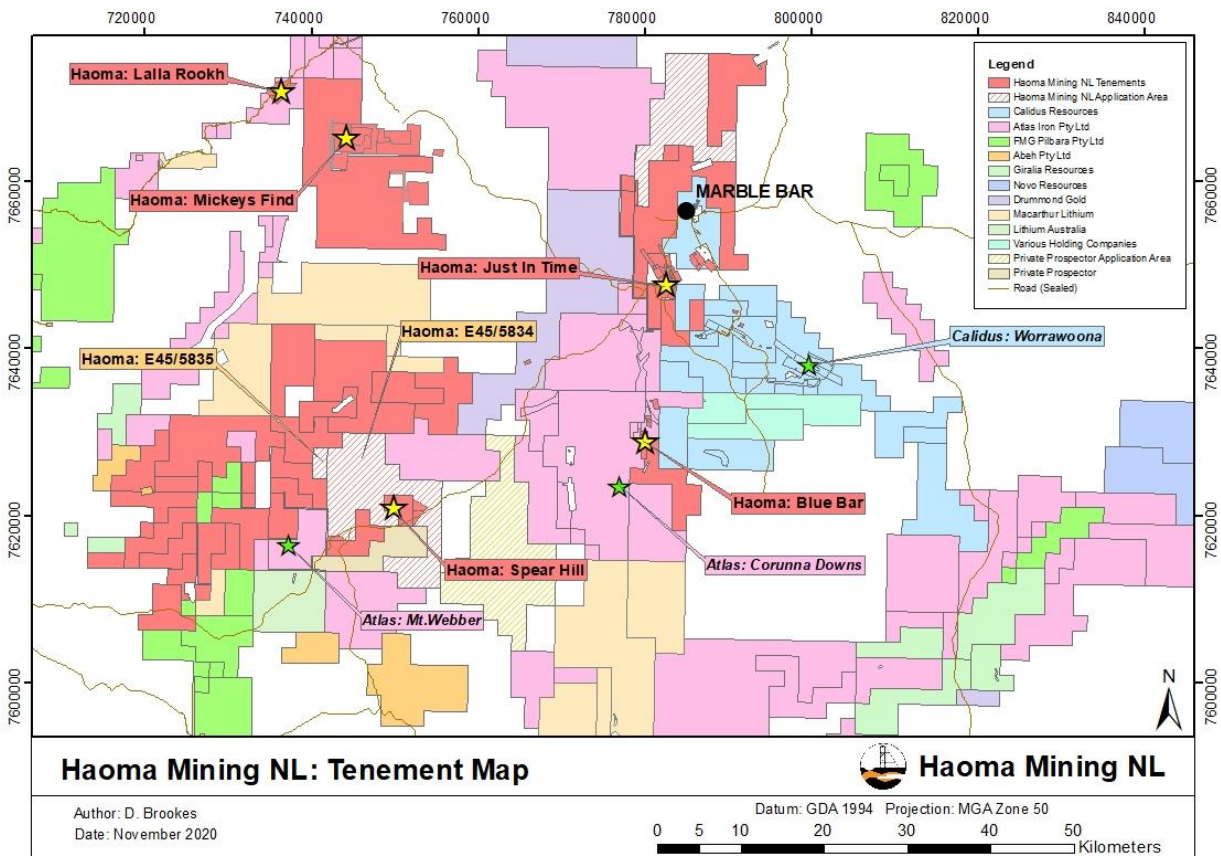 720000 740000 760000 780000 800000 820000 840000
7660000
7640000
7620000
7600000
7660000
7640000
7620000
7600000
Haoma: Lalla Rookh
Haoma: Mickeys Find
MARBLE BAR
Haoma: Just In Time
Haoma: E45/5834
Haoma: E45/5835
Calidus: Worrawoona
Haoma: Blue Bar
Haoma: Spear Hill
Atlas: Corunna Downs
Atlas: Mt.Webber
Legend
Haoma Mining NL Tenements
Haoma Mining NL Application Area
Calidus Resources
Atlas Iron Pty Ltd
FMG Pilbara Pty Ltd
Abeh Pty Ltd
Giralia Resources
Novo Resources
Drummond Gold
Macarthur Lithium
Lithium Australia
Various Holding Companies
Private Prospector Application Area
Private Prospector
Road (Sealed)
N
Haoma Mining NL: Tenement Map
Haoma Mining NL
Author: D. Brookes
Date: November 2020
Datum: GDA 1994 Projection: MGA Zone 50
0 5 10 20 30 40 50
Kilometers